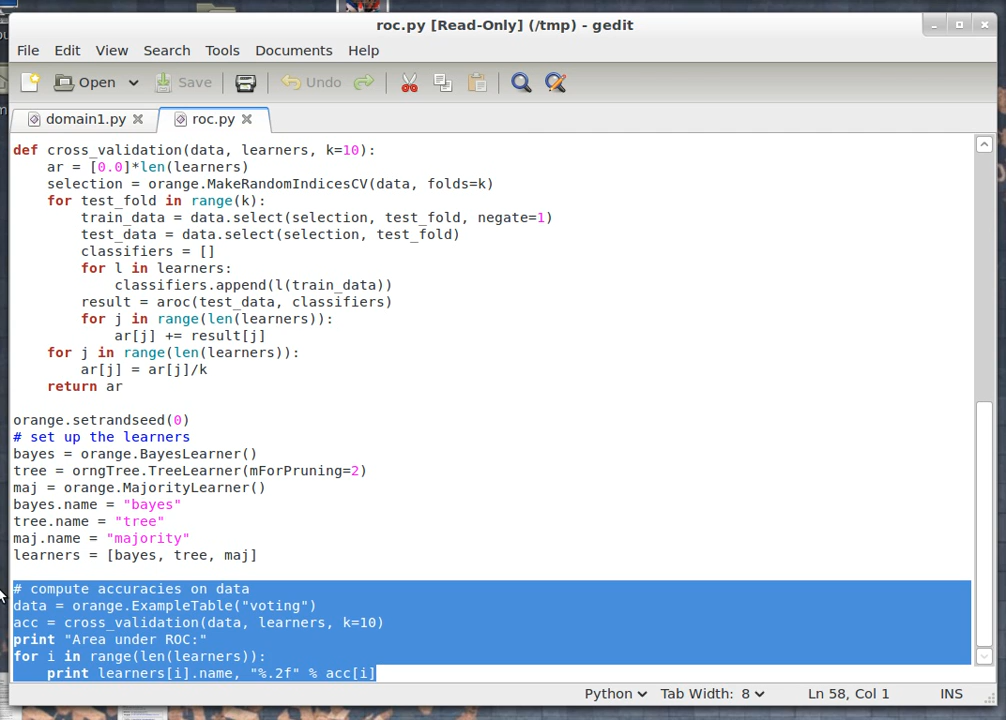 roc.py [Read-Only] (/tmp) - gedit
File Edit View Search Tools Documents Help
Open Save Undo
domain1.py roc.py
def cross_validation(data, learners, k=10):
    ar = [0.0]*len(learners)
    selection = orange.MakeRandomIndicesCV(data, folds=k)
    for test_fold in range(k):
        train_data = data.select(selection, test_fold, negate=1)
        test_data = data.select(selection, test_fold)
        classifiers = []
        for l in learners:
            classifiers.append(l(train_data))
        result = aroc(test_data, classifiers)
        for j in range(len(learners)):
            ar[j] += result[j]
    for j in range(len(learners)):
        ar[j] = ar[j]/k
    return ar
orange.setrandseed(0)
# set up the learners
bayes = orange.BayesLearner()
tree = orngTree.TreeLearner(mForPruning=2)
maj = orange.MajorityLearner()
bayes.name = "bayes"
tree.name = "tree"
maj.name = "majority"
learners = [bayes, tree, maj]
# compute accuracies on data
data = orange.ExampleTable("voting")
acc = cross_validation(data, learners, k=10)
print "Area under ROC:"
for i in range(len(learners)):
    print learners[i].name, "%.2f" % acc[i]
Python Tab Width: 8 Ln 58, Col 1 INS